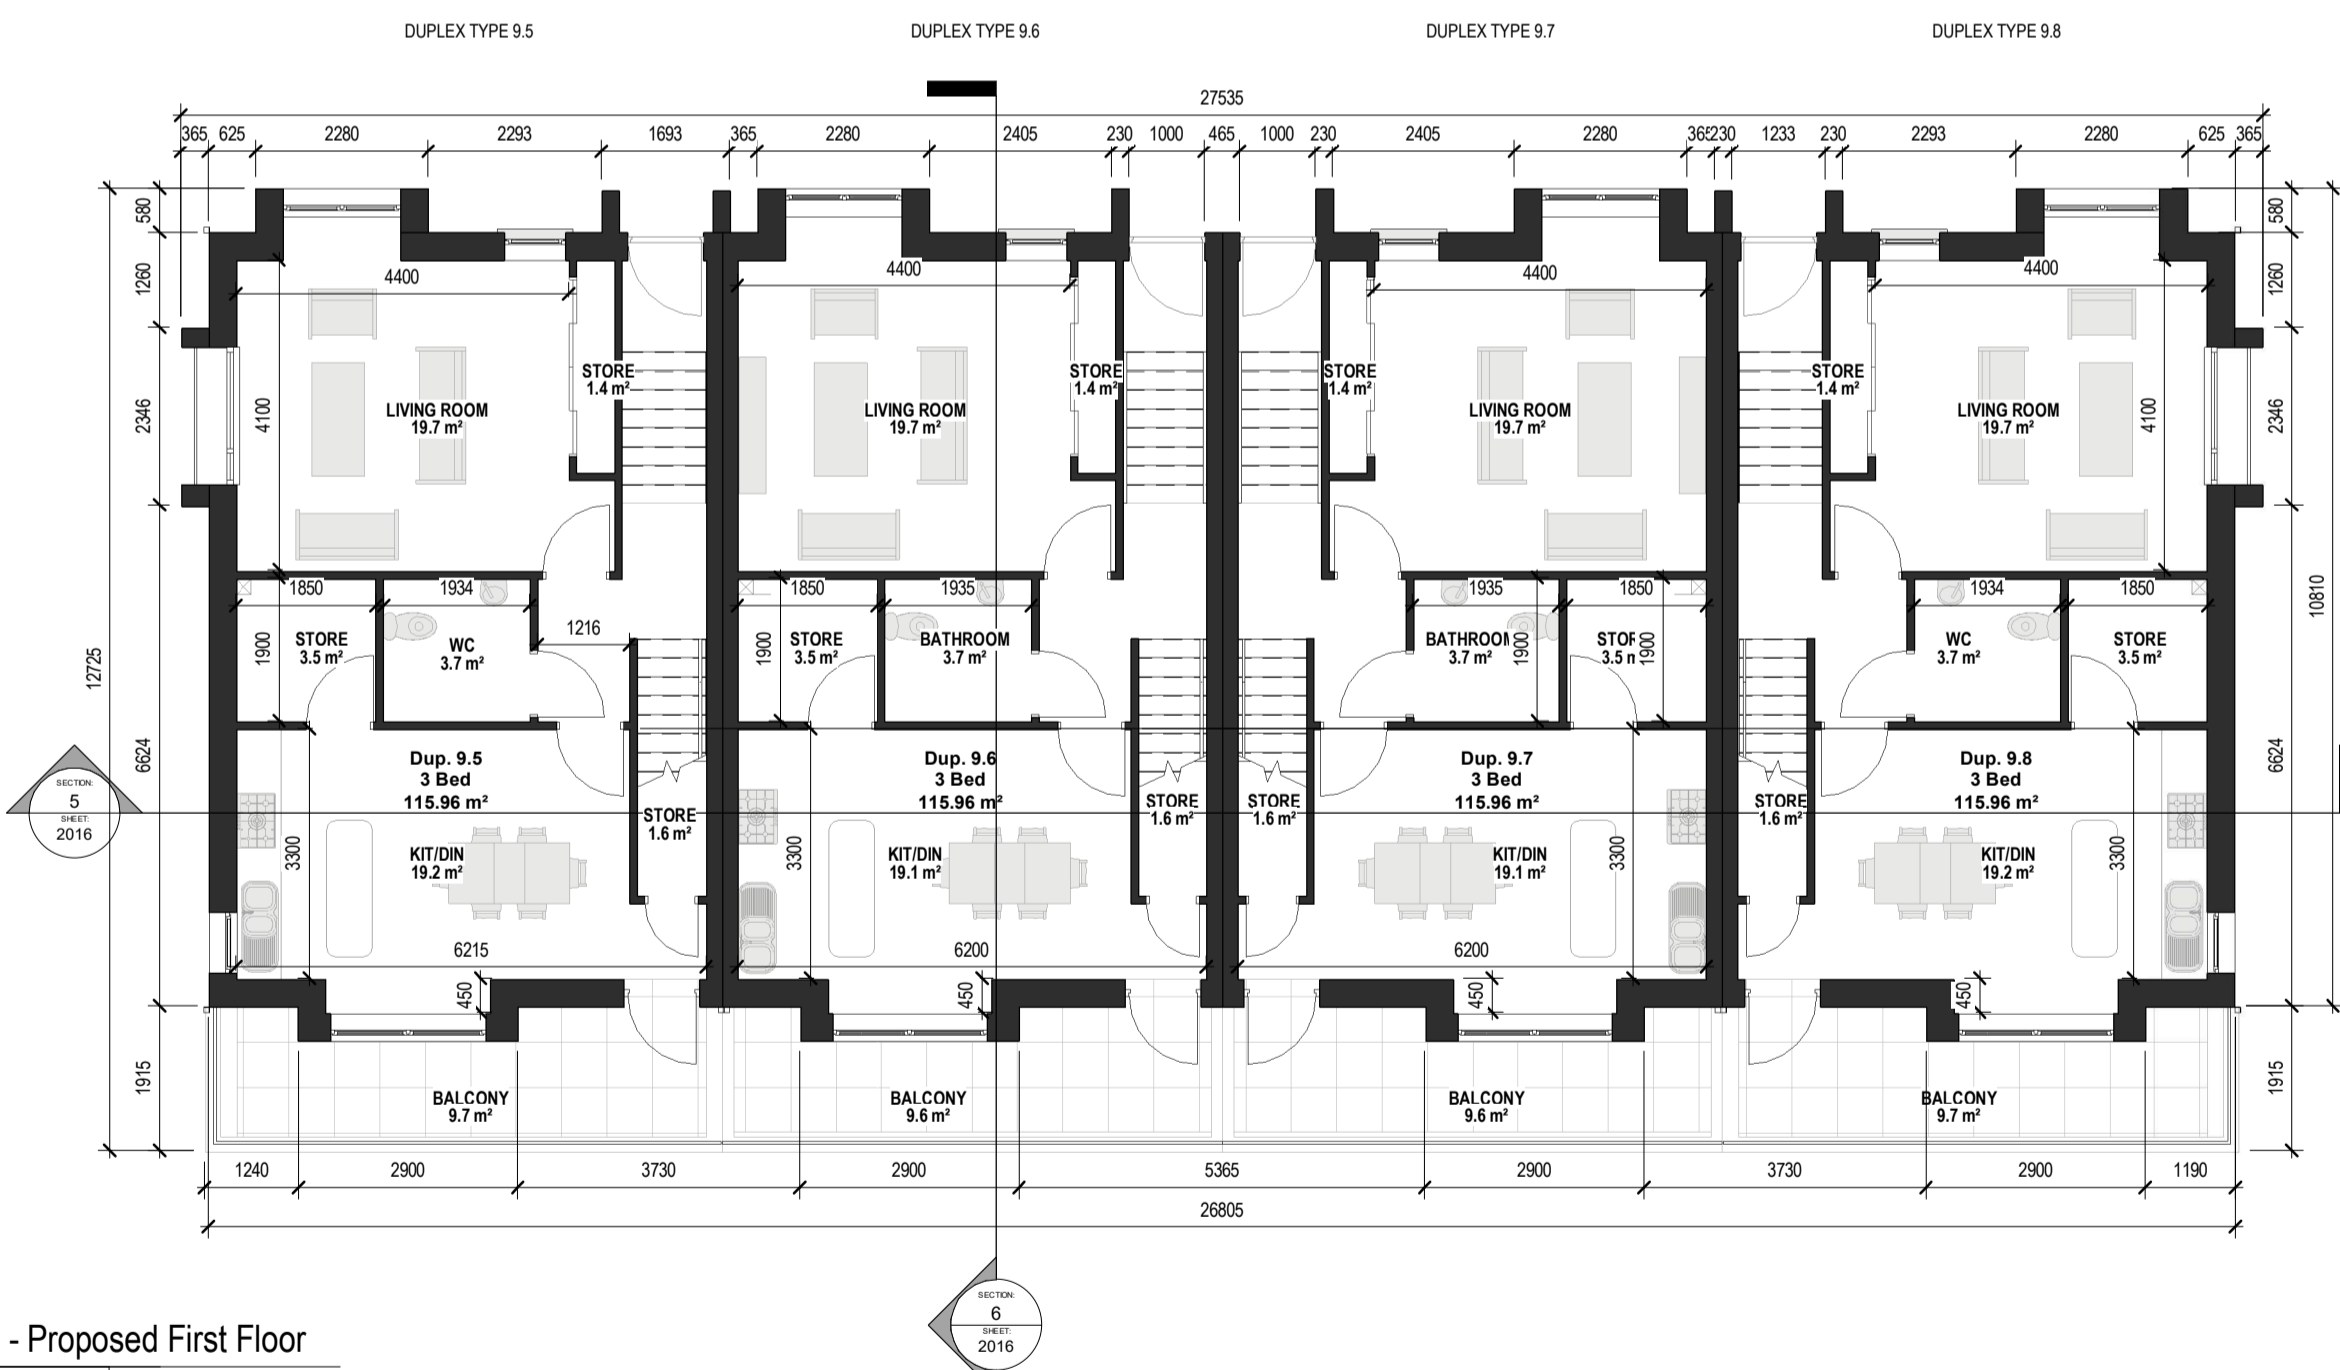 DUPLEX TYPE 9.5
DUPLEX TYPE 9.6
DUPLEX TYPE 9.7
DUPLEX TYPE 9.8
27535
365 625 2280 2293 1693 365 2280 2405 230 1000 465 1000 230 2405 2280 365 230 1233 230 2293 2280 625 365
580
580
1260
4400
4400
4400
4400
1260
STORE
1.4 m²
STORE
1.4 m²
STORE
1.4 m²
STORE
1.4 m²
2346
4100
LIVING ROOM
19.7 m²
LIVING ROOM
19.7 m²
LIVING ROOM
19.7 m²
LIVING ROOM
19.7 m²
4100
2346
10810
1850
1934
1850
1935
1935
1850
1934
1850
1216
12725
1900
STORE
3.5 m²
WC
3.7 m²
1900
STORE
3.5 m²
BATHROOM
3.7 m²
BATHROOM
3.7 m²
1900
STOR
3.5 m
1900
WC
3.7 m²
STORE
3.5 m²
6624
6624
Dup. 9.5
3 Bed
115.96 m²
Dup. 9.6
3 Bed
115.96 m²
Dup. 9.7
3 Bed
115.96 m²
Dup. 9.8
3 Bed
115.96 m²
SECTION:
5
SHEET:
2016
STORE
1.6 m²
STORE
1.6 m²
STORE
1.6 m²
STORE
1.6 m²
3300
KIT/DIN
19.2 m²
3300
KIT/DIN
19.1 m²
KIT/DIN
19.1 m²
3300
KIT/DIN
19.2 m²
3300
6215
6200
6200
450
450
450
450
1915
BALCONY
9.7 m²
BALCONY
9.6 m²
BALCONY
9.6 m²
BALCONY
9.7 m²
1915
1240 2900 3730 2900 5365 2900 3730 2900 1190
26805
SECTION:
6
SHEET:
2016
- Proposed First Floor